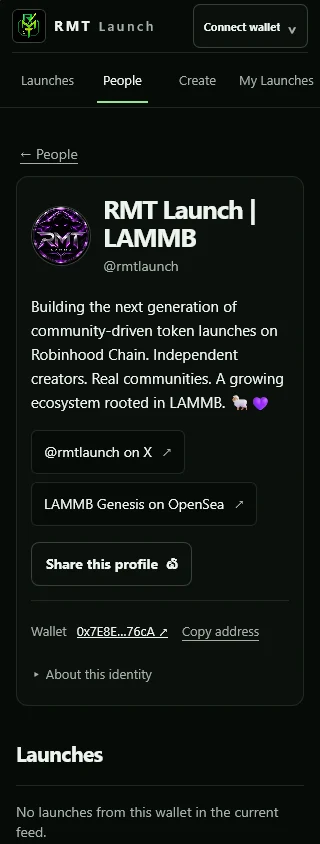 RMT Launch
Connect wallet
Launches People Create My Launches
← People
RMT
RMT Launch |
LAMMB
@rmtlaunch
Building the next generation of
community-driven token launches on
Robinhood Chain. Independent
creators. Real communities. A growing
ecosystem rooted in LAMMB. 🐑 💜
@rmtlaunch on X ↗
LAMMB Genesis on OpenSea ↗
Share this profile
Wallet 0x7E8E…76cA ↗ Copy address
▸ About this identity
Launches
No launches from this wallet in the current
feed.